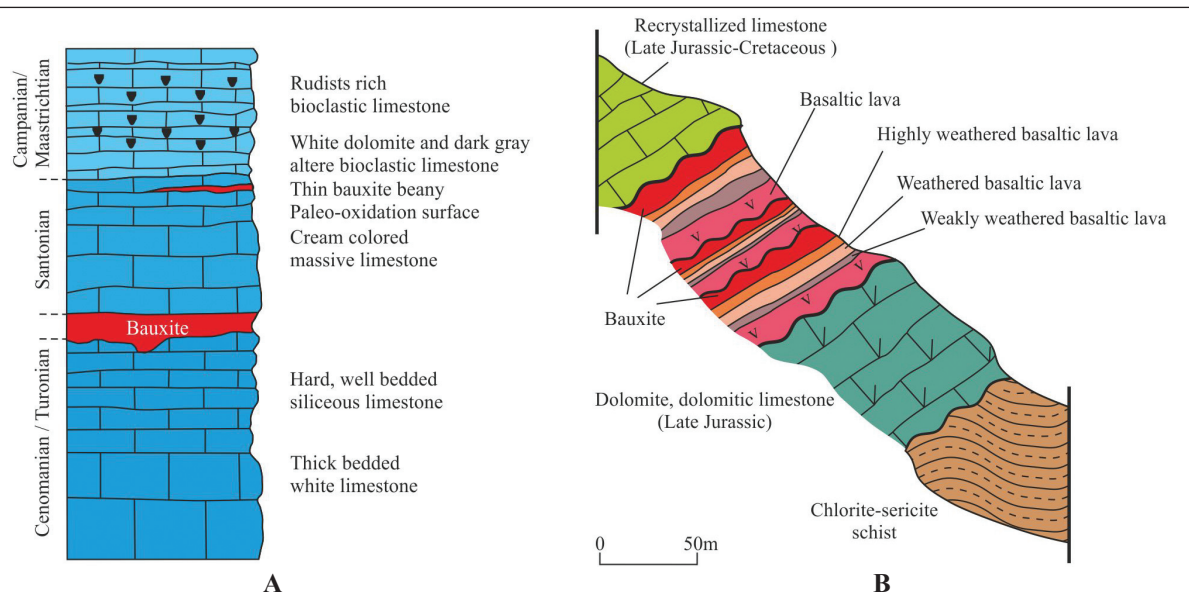 Campanian/
Maastrichtian
Santonian
Cenomanian / Turonian
Rudists rich
bioclastic limestone
White dolomite and dark gray
altere bioclastic limestone
Thin bauxite beany
Paleo-oxidation surface
Cream colored
massive limestone
Bauxite
Hard, well bedded
siliceous limestone
Thick bedded
white limestone
A
Recrystallized limestone
(Late Jurassic-Cretaceous )
Basaltic lava
Highly weathered basaltic lava
Weathered basaltic lava
Weakly weathered basaltic lava
V
V
V
V
V
V
V
V
Bauxite
Dolomite, dolomitic limestone
(Late Jurassic)
Chlorite-sericite
schist
0 50m
B